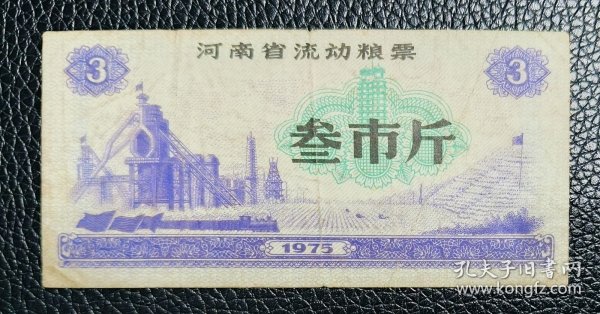 河南省流动粮票
3 3
叁市斤
1975
孔夫子旧书网
www.kongfz.com